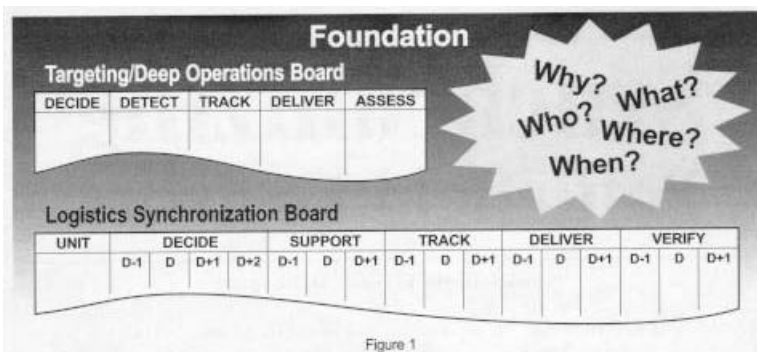 Foundation
Targeting/Deep Operations Board
DECIDE DETECT TRACK DELIVER ASSESS
Why?
What?
Who?
Where?
When?
Logistics Synchronization Board
UNIT DECIDE SUPPORT TRACK DELIVER VERIFY
D-1 D D+1 D+2 D-1 D D+1 D-1 D D+1 D-1 D D+1 D-1 D D+1
Figure 1